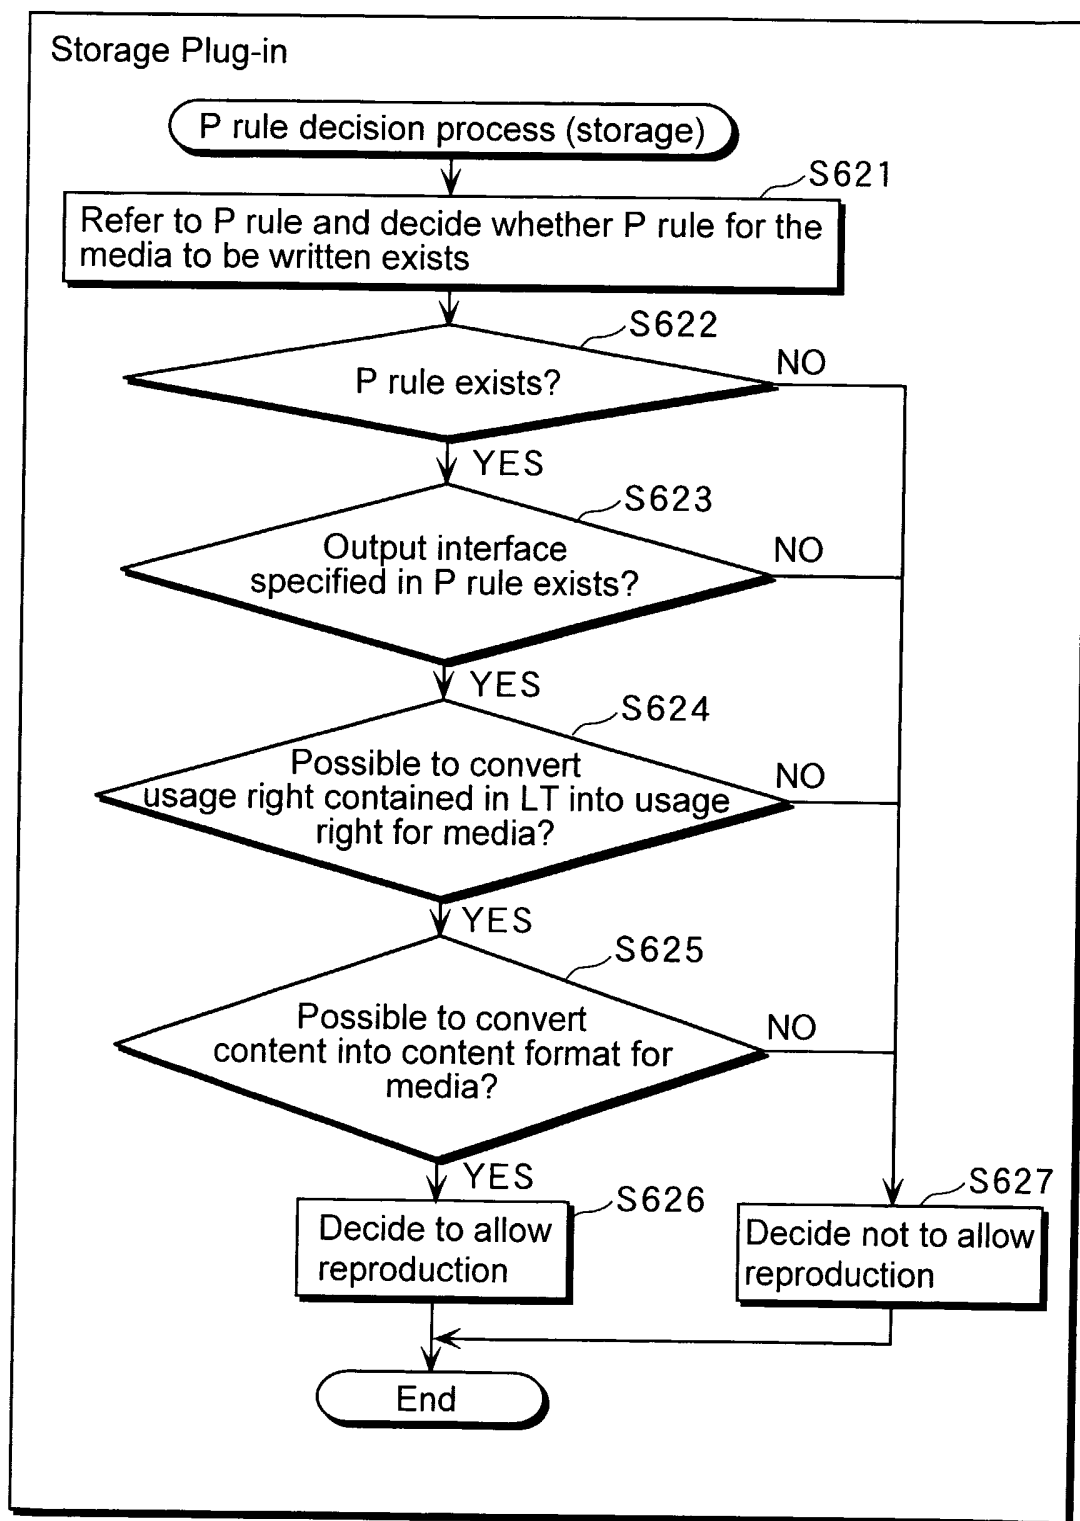 Storage Plug-in
P rule decision process (storage)
S621
Refer to P rule and decide whether P rule for the
media to be written exists
S622
P rule exists?
NO
YES
S623
Output interface
specified in P rule exists?
NO
YES
S624
Possible to convert
usage right contained in LT into usage
right for media?
NO
YES
S625
Possible to convert
content into content format for
media?
NO
YES
S626
Decide to allow
reproduction
S627
Decide not to allow
reproduction
End